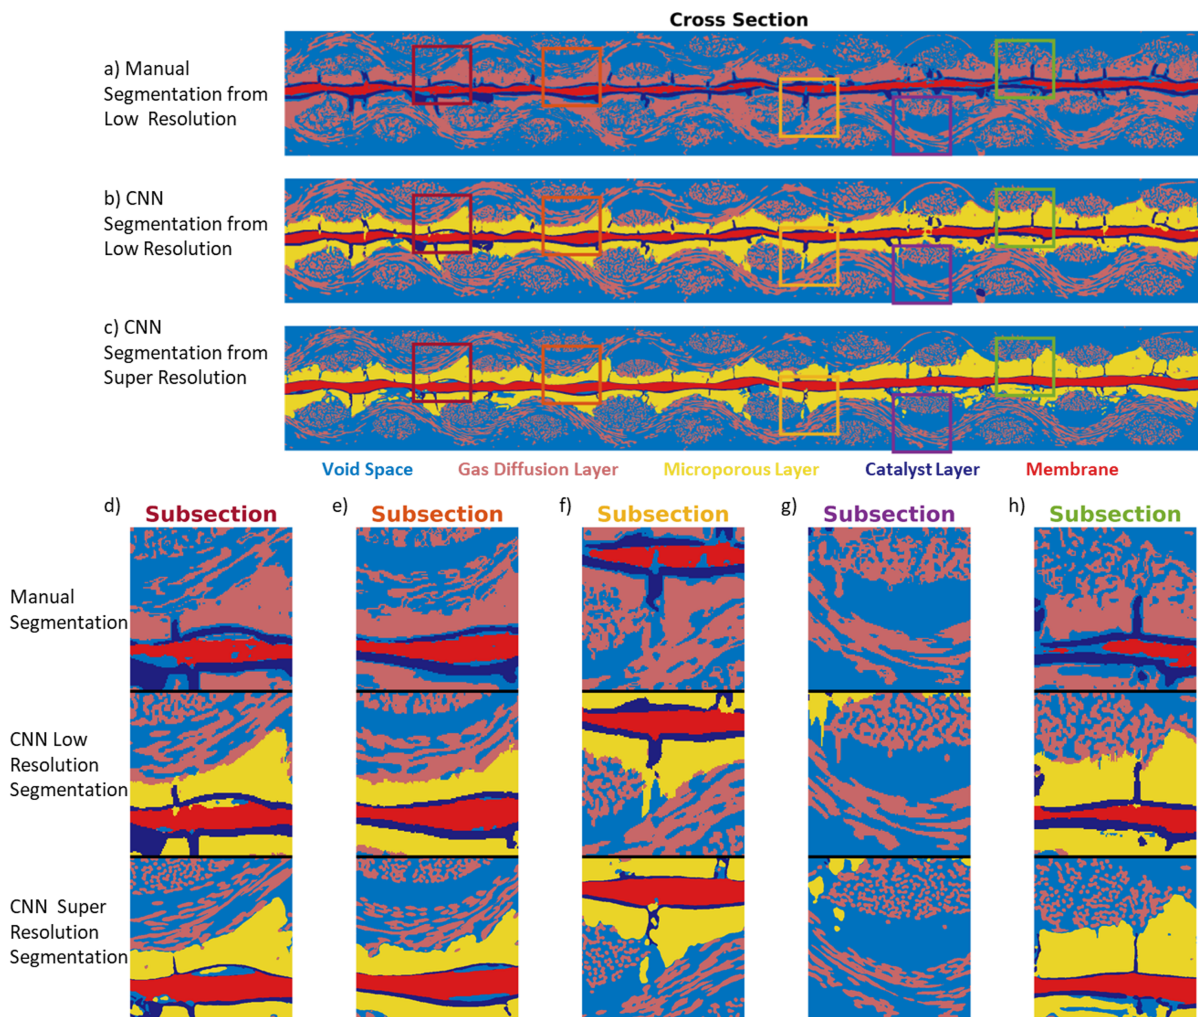 Cross Section
a) Manual
Segmentation from
Low Resolution
b) CNN
Segmentation from
Low Resolution
c) CNN
Segmentation from
Super Resolution
Void Space Gas Diffusion Layer Microporous Layer Catalyst Layer Membrane
d) Subsection e) Subsection f) Subsection g) Subsection h) Subsection
Manual
Segmentation
CNN Low
Resolution
Segmentation
CNN Super
Resolution
Segmentation